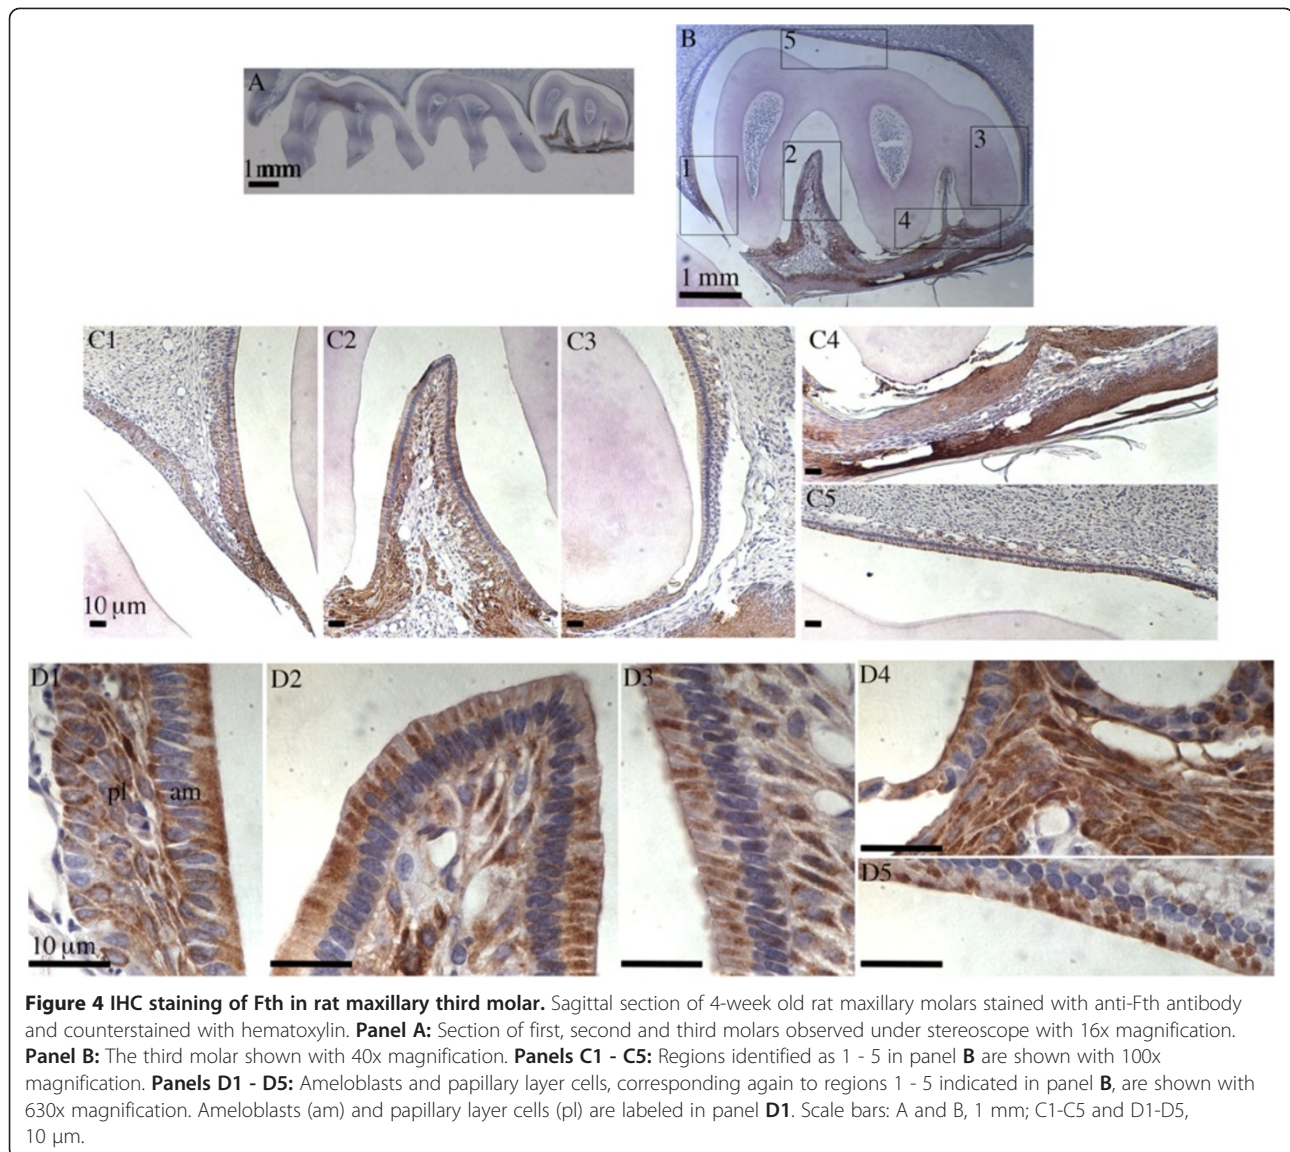 A
1mm
B
5
3
1
2
4
1 mm
C1
C2
C3
C4
C5
10 µm
D1
D2
D3
D4
pl
am
D5
10 µm
Figure 4 IHC staining of Fth in rat maxillary third molar. Sagittal section of 4-week old rat maxillary molars stained with anti-Fth antibody
and counterstained with hematoxylin. Panel A: Section of first, second and third molars observed under stereoscope with 16x magnification.
Panel B: The third molar shown with 40x magnification. Panels C1 - C5: Regions identified as 1 - 5 in panel B are shown with 100x
magnification. Panels D1 - D5: Ameloblasts and papillary layer cells, corresponding again to regions 1 - 5 indicated in panel B, are shown with
630x magnification. Ameloblasts (am) and papillary layer cells (pl) are labeled in panel D1. Scale bars: A and B, 1 mm; C1-C5 and D1-D5,
10 µm.